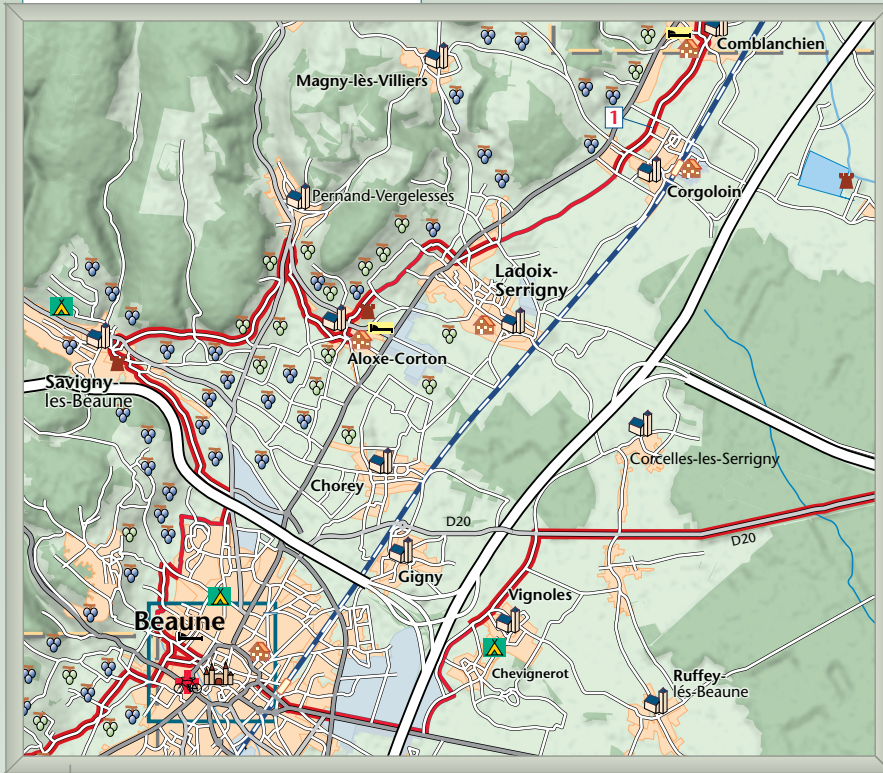 Comblanchien
Magny-lès-Villiers
1
Corgoloin
Pernand-Vergelesses
Ladoix-
Serrigny
Aloxe-Corton
Savigny-
les-Beaune
Corcelles-les-Serrigny
Chorey
D20
D20
Gigny
Vignoles
Beaune
Chevignerot
Ruffey-
lés-Beaune